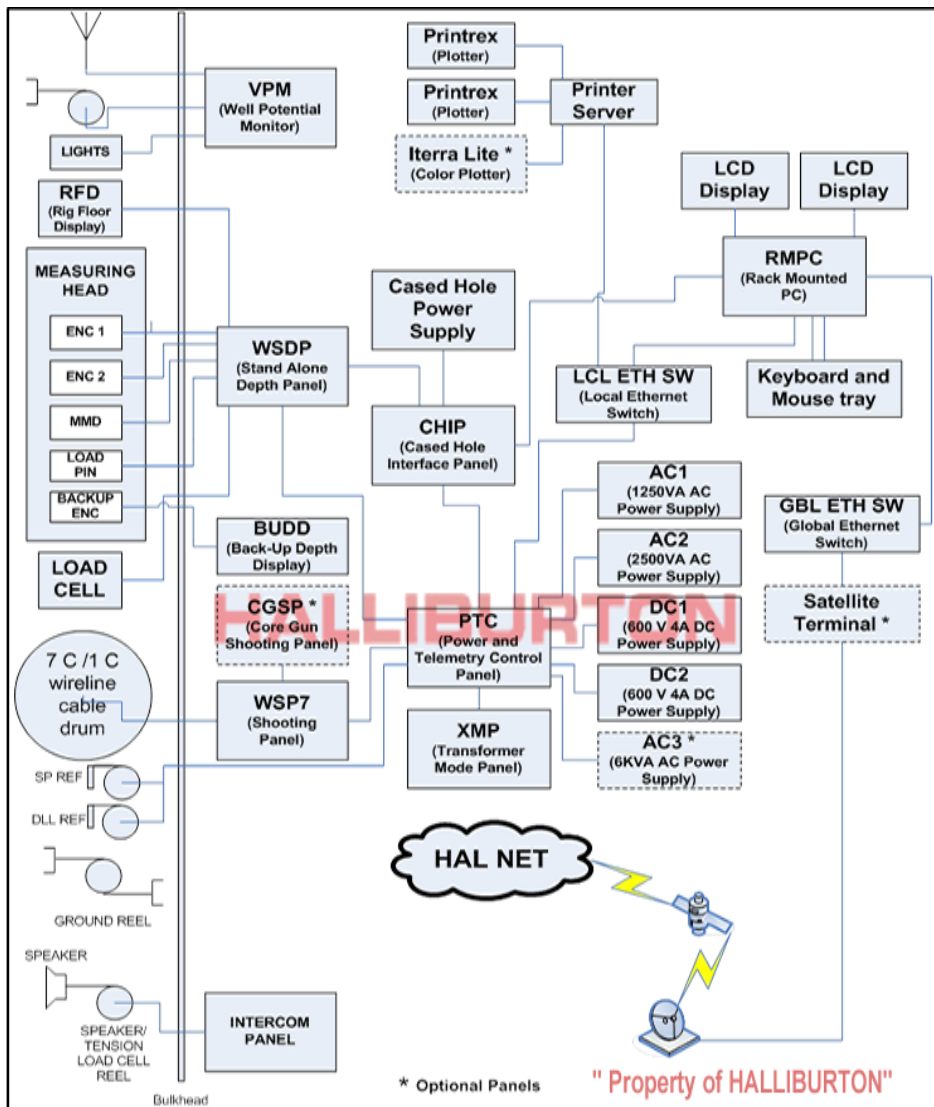 VPM
(Well Potential
Monitor)
LIGHTS
RFD
(Rig Floor
Display)
MEASURING
HEAD
ENC 1
ENC 2
MMD
LOAD
PIN
BACKUP
ENC
LOAD
CELL
7 C /1 C
wireline
cable
drum
SP REF
DLL REF
GROUND REEL
SPEAKER
SPEAKER/
TENSION
LOAD CELL
REEL
Bulkhead
WSDP
(Stand Alone
Depth Panel)
BUDD
(Back-Up Depth
Display)
CGSP *
(Core Gun
Shooting Panel)
WSP7
(Shooting
Panel)
INTERCOM
PANEL
Printrex
(Plotter)
Printrex
(Plotter)
Iterra Lite *
(Color Plotter)
Printer
Server
Cased Hole
Power
Supply
CHIP
(Cased Hole
Interface Panel)
HALLIBURTON
PTC
(Power and
Telemetry Control
Panel)
XMP
(Transformer
Mode Panel)
LCD
Display
LCD
Display
RMPC
(Rack Mounted
PC)
LCL ETH SW
(Local Ethernet
Switch)
Keyboard and
Mouse tray
AC1
(1250VA AC
Power Supply)
AC2
(2500VA AC
Power Supply)
DC1
(600 V 4A DC
Power Supply)
DC2
(600 V 4A DC
Power Supply)
AC3 *
(6KVA AC Power
Supply)
GBL ETH SW
(Global Ethernet
Switch)
Satellite
Terminal *
HAL NET
* Optional Panels
" Property of HALLIBURTON"